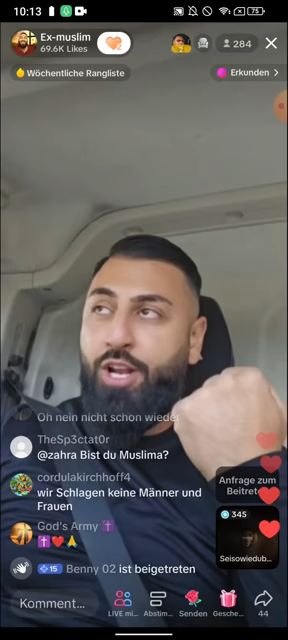 10:13
75
Ex-muslim
69.6K Likes
284
Wöchentliche Rangliste
Erkunden >
Oh nein nicht schon wieder
TheSp3ctat0r
@zahra Bist du Muslima?
cordulakirchhoff4
wir Schlagen keine Männer und
Frauen
God's Army ✝️
✝️❤️🙏
15 Benny 02 ist beigetreten
Anfrage zum
Beitrete
345
Seisowiedub...
Komment...
LIVE mi...
Abstim...
Senden
Gesche...
44